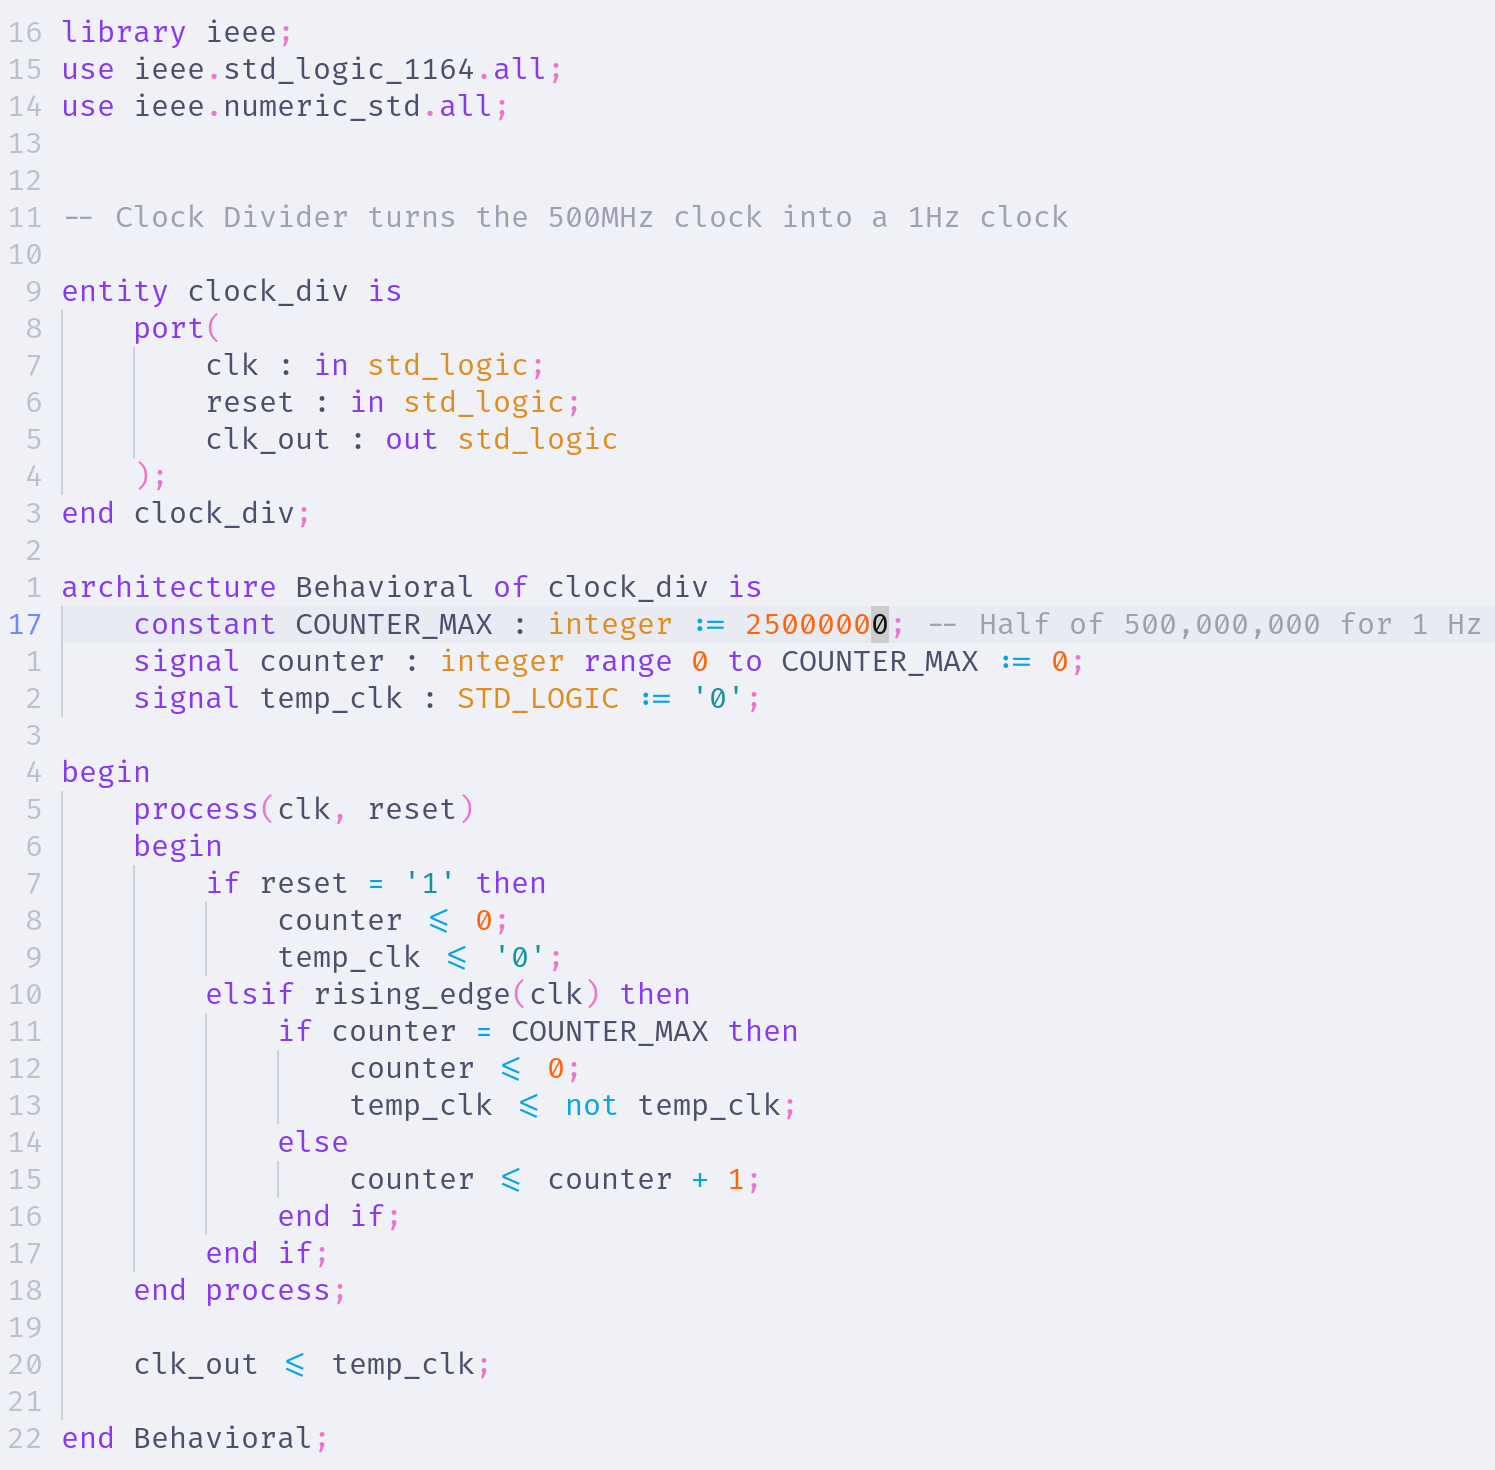 16 library ieee;
15 use ieee.std_logic_1164.all;
14 use ieee.numeric_std.all;
13
12
11 -- Clock Divider turns the 500MHz clock into a 1Hz clock
10
9 entity clock_div is
8     port(
7         clk : in std_logic;
6         reset : in std_logic;
5         clk_out : out std_logic
4     );
3 end clock_div;
2
1 architecture Behavioral of clock_div is
17     constant COUNTER_MAX : integer := 25000000; -- Half of 500,000,000 for 1 Hz
1     signal counter : integer range 0 to COUNTER_MAX := 0;
2     signal temp_clk : STD_LOGIC := '0';
3
4 begin
5     process(clk, reset)
6     begin
7         if reset = '1' then
8             counter <= 0;
9             temp_clk <= '0';
10         elsif rising_edge(clk) then
11             if counter = COUNTER_MAX then
12                 counter <= 0;
13                 temp_clk <= not temp_clk;
14             else
15                 counter <= counter + 1;
16             end if;
17         end if;
18     end process;
19
20     clk_out <= temp_clk;
21
22 end Behavioral;